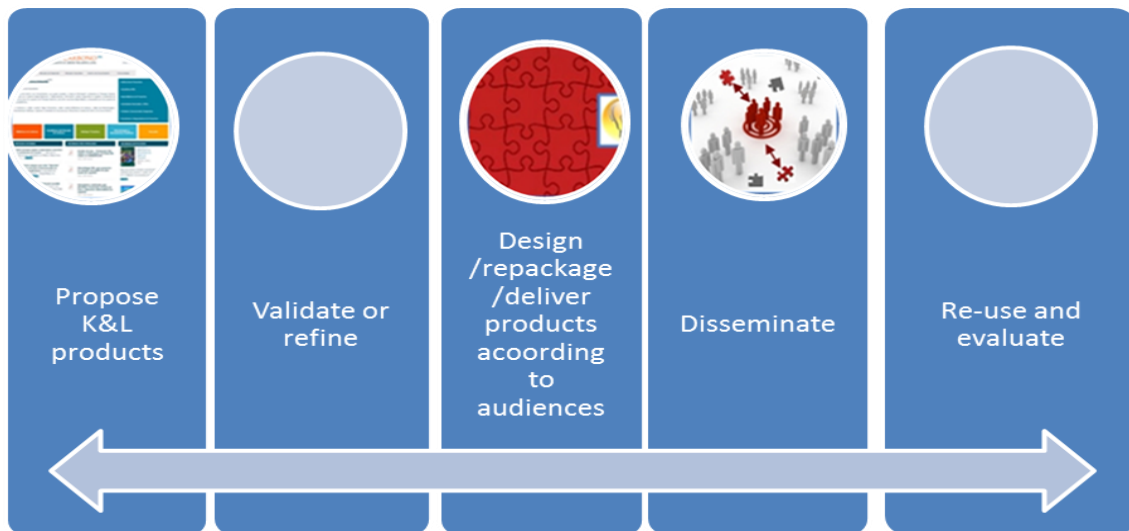 Propose
K&L
products
Validate or
refine
Design
/repackage
/deliver
products
acoording
to
audiences
Disseminate
Re-use and
evaluate